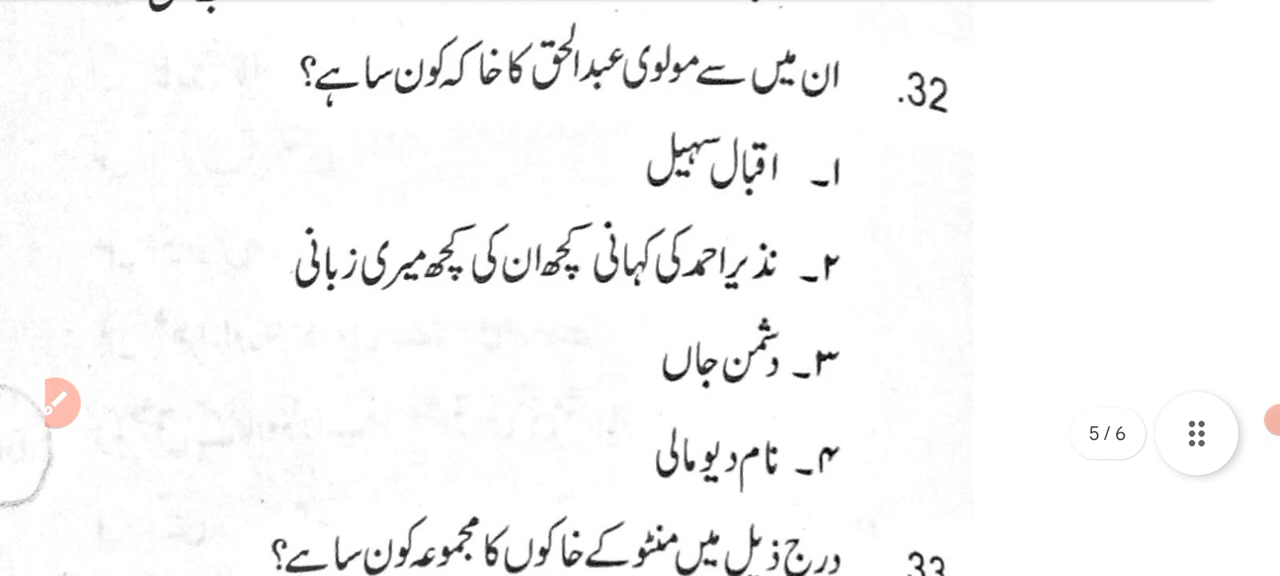 32. ان میں سے مولوی عبدالحق کا خاکہ کون سا ہے؟
۱۔ اقبال سہیل
۲۔ نذیر احمد کی کہانی کچھ ان کی کچھ میری زبانی
۳۔ دشمن جاں
۴۔ نام دیو مالی
5/6
33. درج ذیل میں منٹو کے خاکوں کا مجموعہ کون سا ہے؟